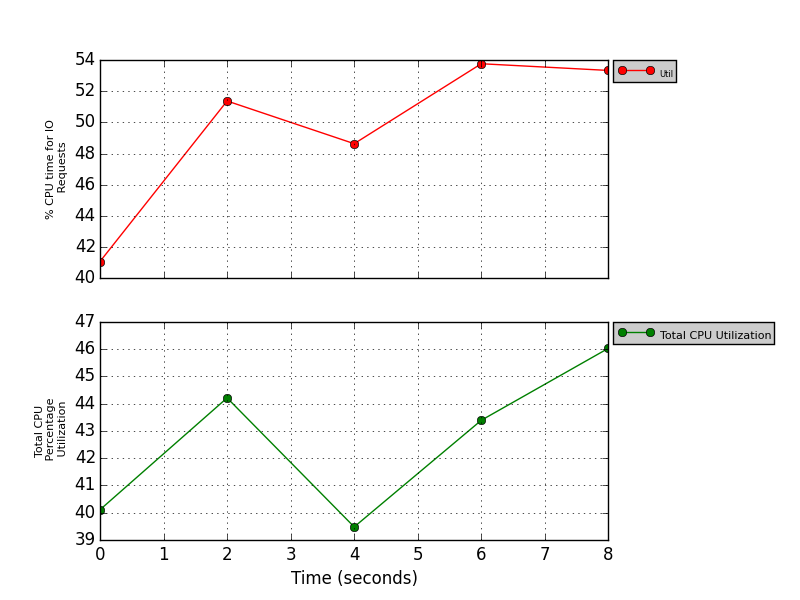 54
52
50
48
46
44
42
40
% CPU time for IO
Requests
Util
47
46
45
44
43
42
41
40
39
Total CPU
Percentage
Utilization
Total CPU Utilization
0 1 2 3 4 5 6 7 8
Time (seconds)